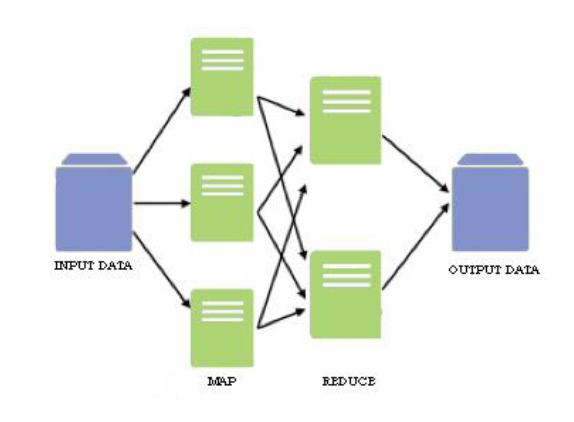 INPUT DATA
OUTPUT DATA
MAP
REDUCE